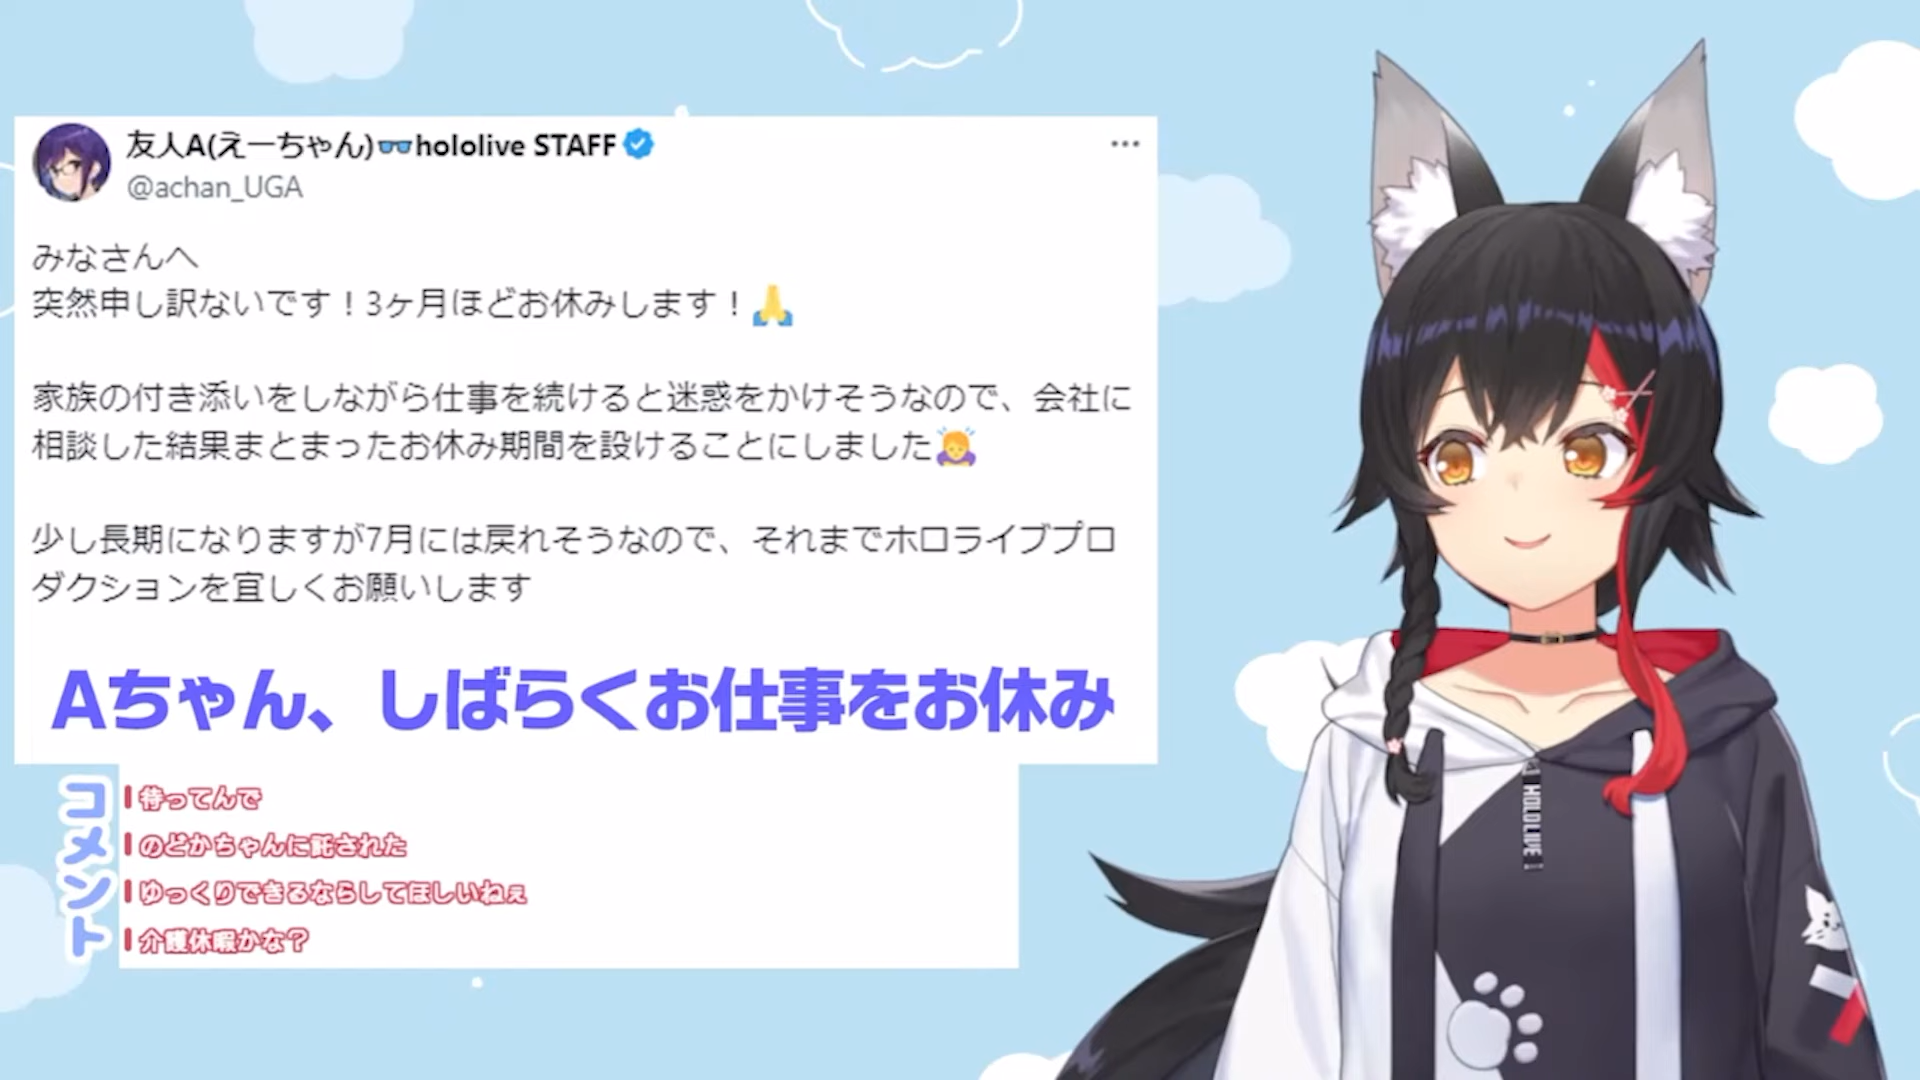 友人A(えーちゃん)👓hololive STAFF
@achan_UGA
みなさんへ
突然申し訳ないです！3ヶ月ほどお休みします！🙏
家族の付き添いをしながら仕事を続けると迷惑をかけそうなので、会社に
相談した結果まとまったお休み期間を設けることにしました🙇
少し長期になりますが7月には戻れそうなので、それまでホロライブプロ
ダクションを宜しくお願いします
Aちゃん、しばらくお仕事をお休み
コメント
待ってんで
のどかちゃんに託された
ゆっくりできるならしてほしいねぇ
介護休暇かな？
HOLOLIVE